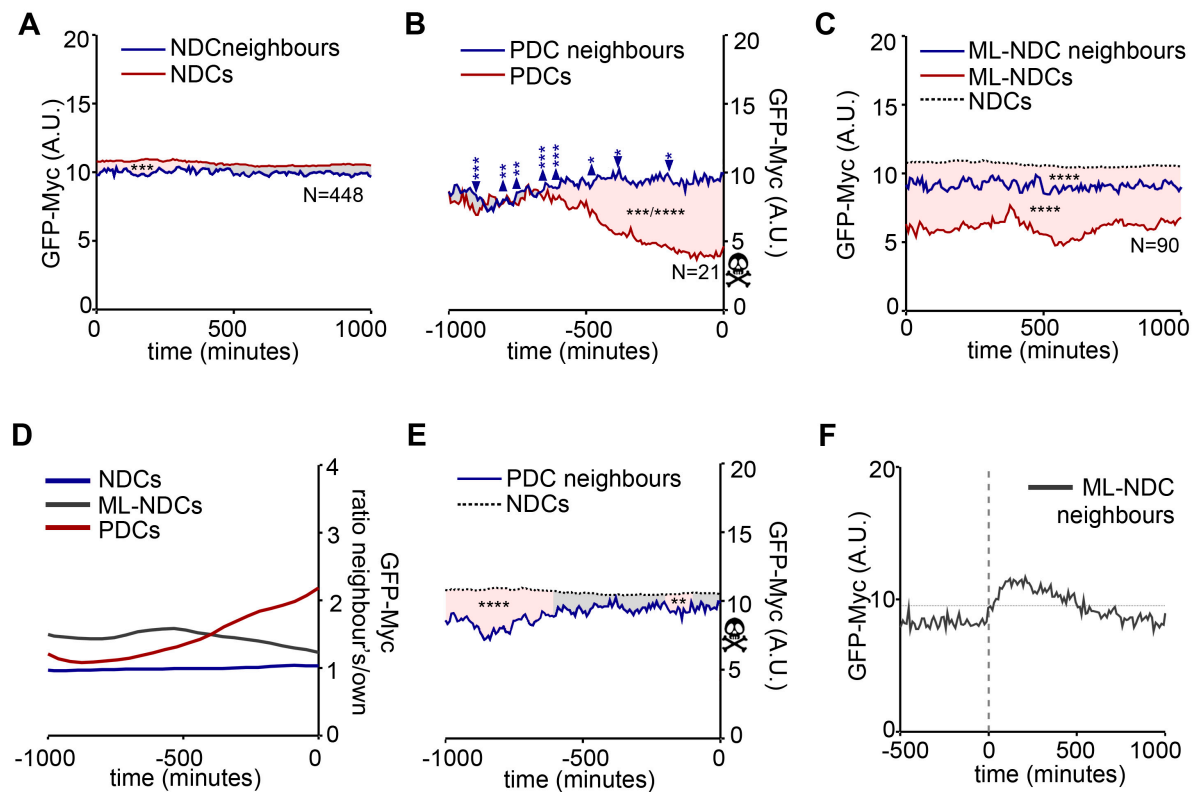 A
20
15
10
5
0
GFP-Myc (A.U.)
NDCneighbours
NDCs
***
N=448
0
500
1000
time (minutes)
B
PDC neighbours
PDCs
20
15
10
5
0
GFP-Myc (A.U.)
***
**
*
***
***
*
*
*
***/****
N=21
-1000
-500
0
time (minutes)
C
20
15
10
5
0
GFP-Myc (A.U.)
ML-NDC neighbours
ML-NDCs
NDCs
****
****
N=90
0
500
1000
time (minutes)
D
NDCs
ML-NDCs
PDCs
4
3
2
1
0
GFP-Myc
ratio neighbour's/own
-1000
-500
0
time (minutes)
E
PDC neighbours
NDCs
20
15
10
5
0
GFP-Myc (A.U.)
****
**
-1000
-500
0
time (minutes)
F
20
10
0
GFP-Myc (A.U.)
ML-NDC
neighbours
-500
0
500
1000
time (minutes)